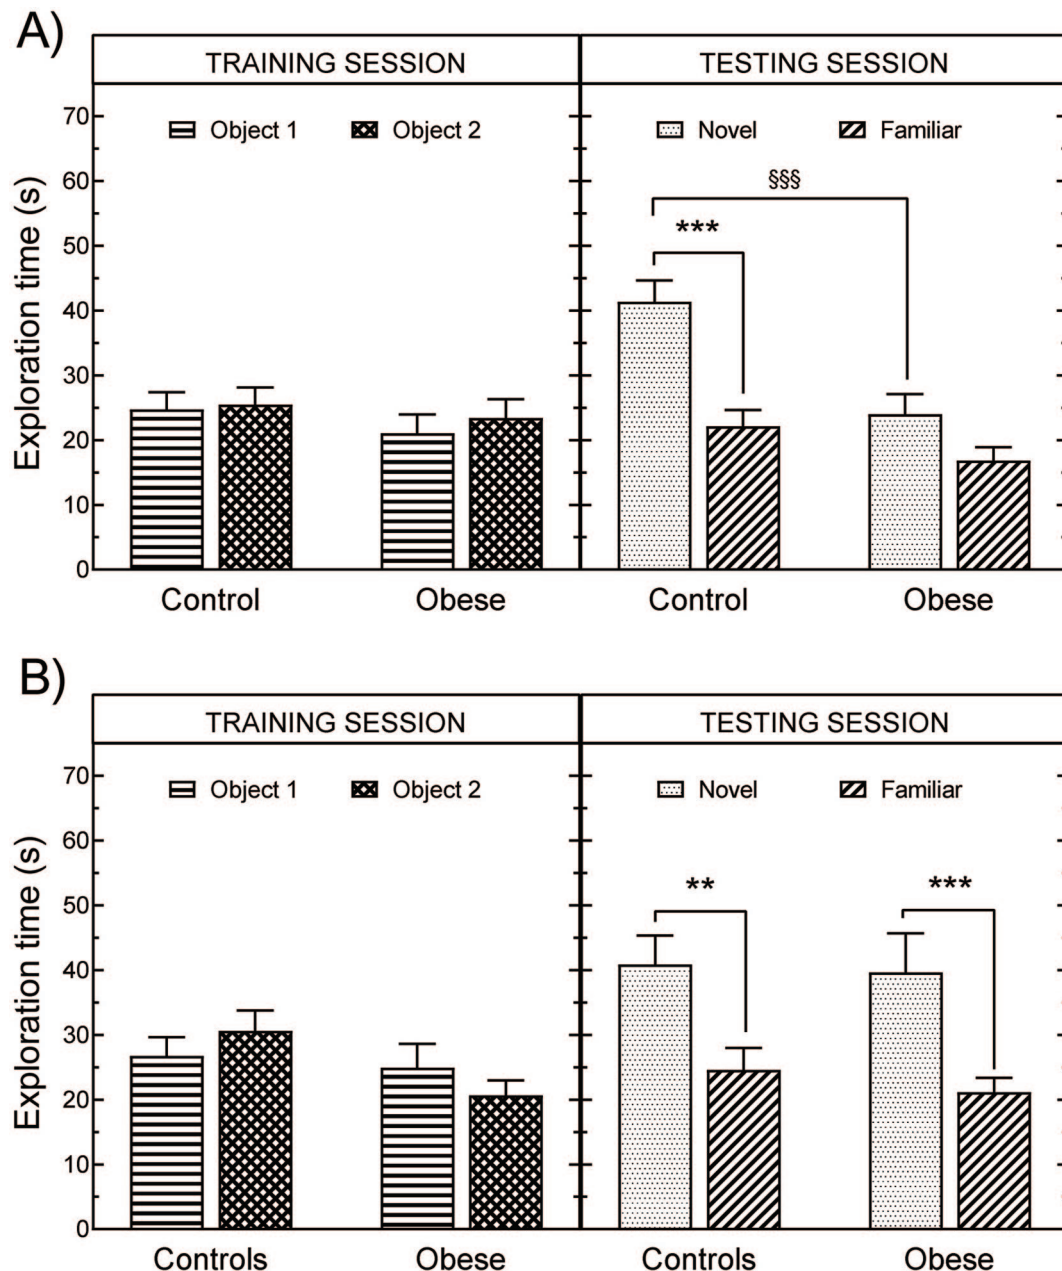 A)
TRAINING SESSION TESTING SESSION
Object 1 Object 2 Novel Familiar
Exploration time (s)
70
60
50
40
30
20
10
0
§§§
***
Control Obese Control Obese
B)
TRAINING SESSION TESTING SESSION
Object 1 Object 2 Novel Familiar
Exploration time (s)
70
60
50
40
30
20
10
0
** ***
Controls Obese Controls Obese